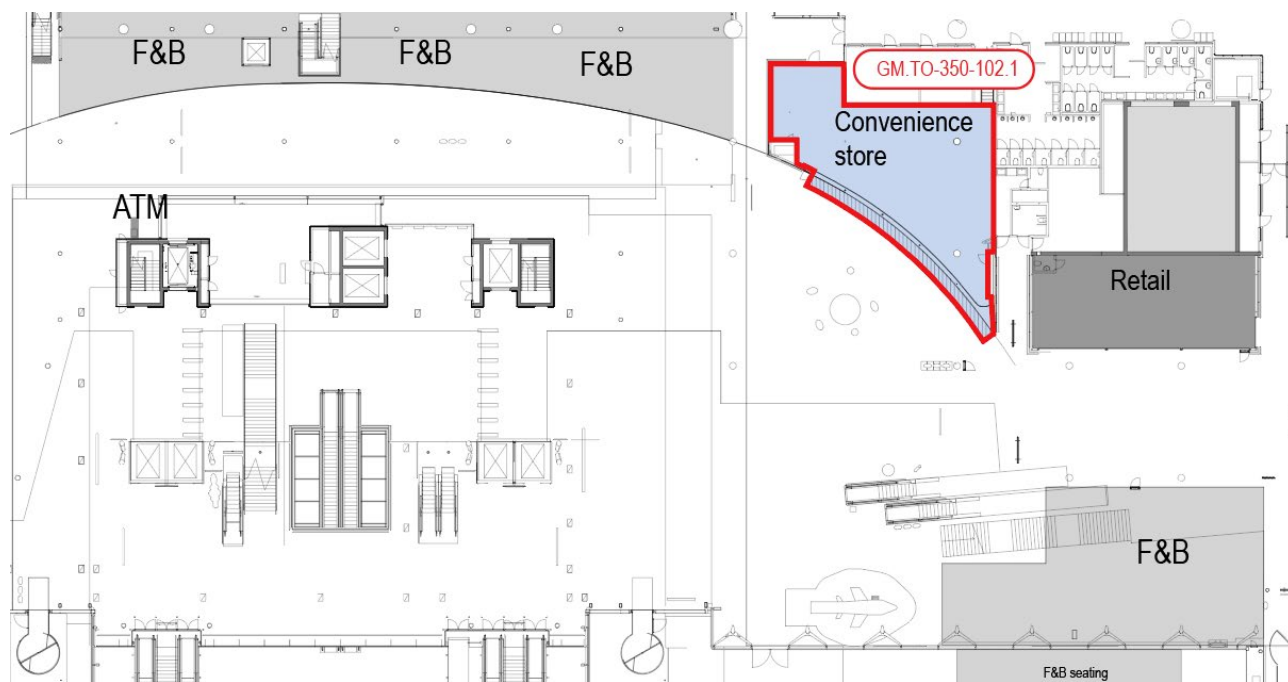 F&B
F&B
F&B
GM.TO-350-102.1
Convenience
store
ATM
Retail
F&B
F&B seating